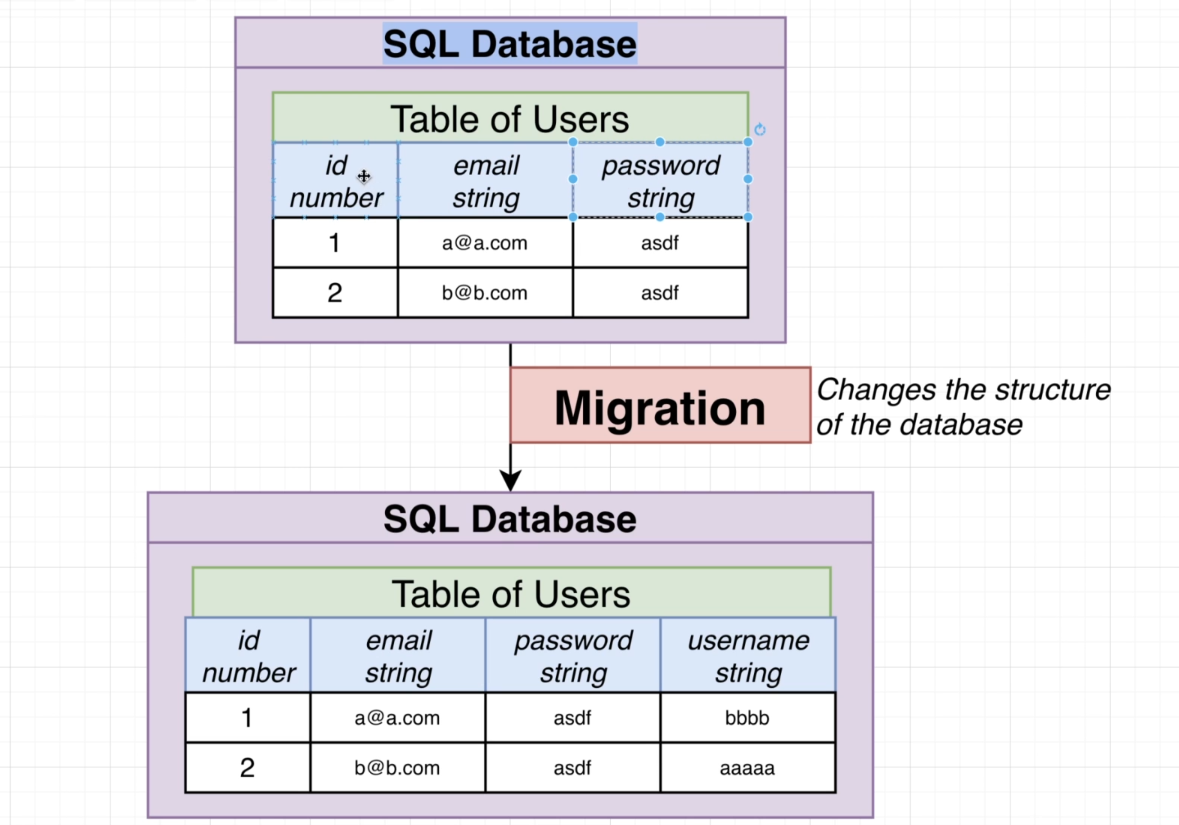 SQL Database
Table of Users
id email password
number string string
1 a@a.com asdf
2 b@b.com asdf
Migration
Changes the structure
of the database
SQL Database
Table of Users
id email password username
number string string string
1 a@a.com asdf bbbb
2 b@b.com asdf aaaaa